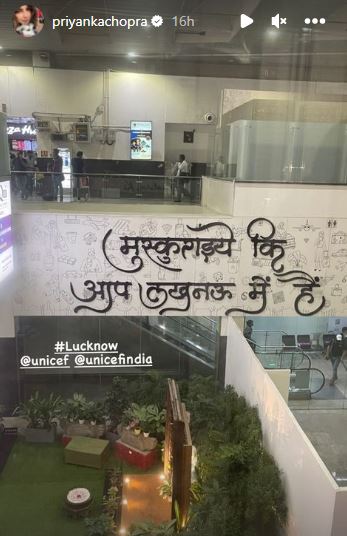 priyankachopra 16h
मुस्कुराइये कि
आप लखनऊ में हैं
#Lucknow
@unicef @unicefindia